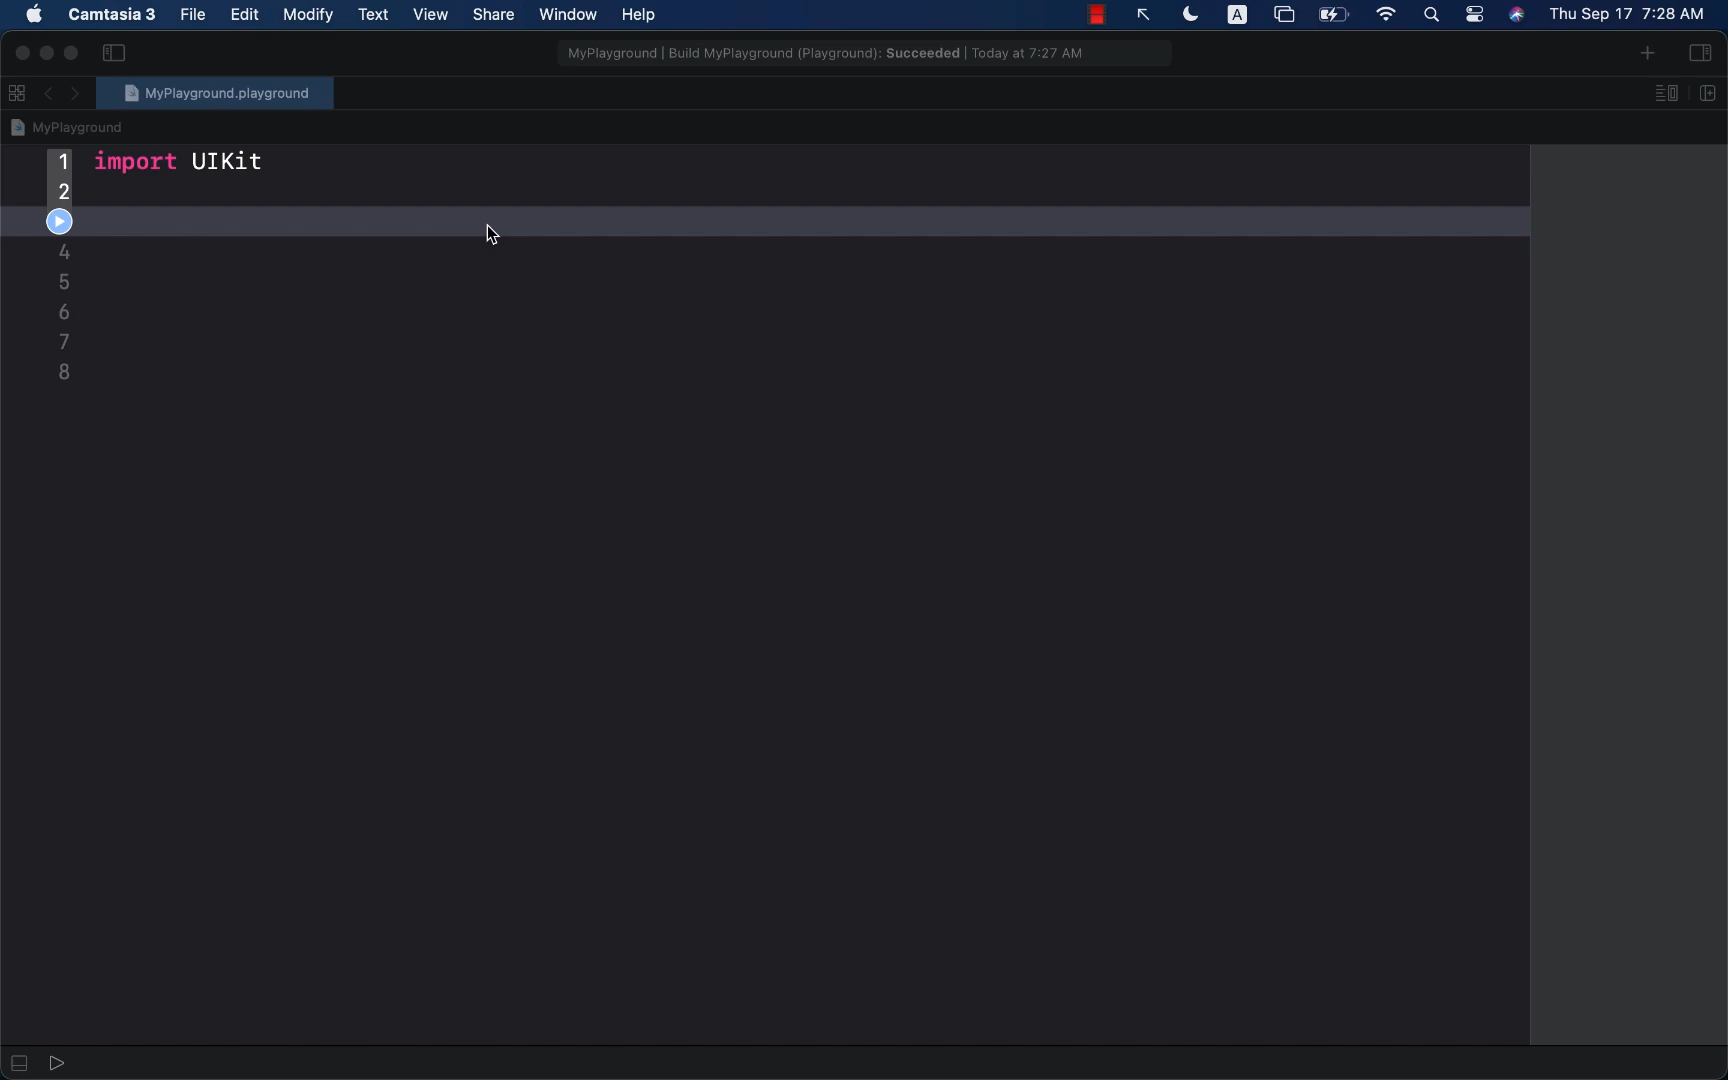 Camtasia 3 File Edit Modify Text View Share Window Help A Thu Sep 17 7:28 AM
MyPlayground | Build MyPlayground (Playground): Succeeded | Today at 7:27 AM
MyPlayground.playground
MyPlayground
1 import UIKit
2
4
5
6
7
8